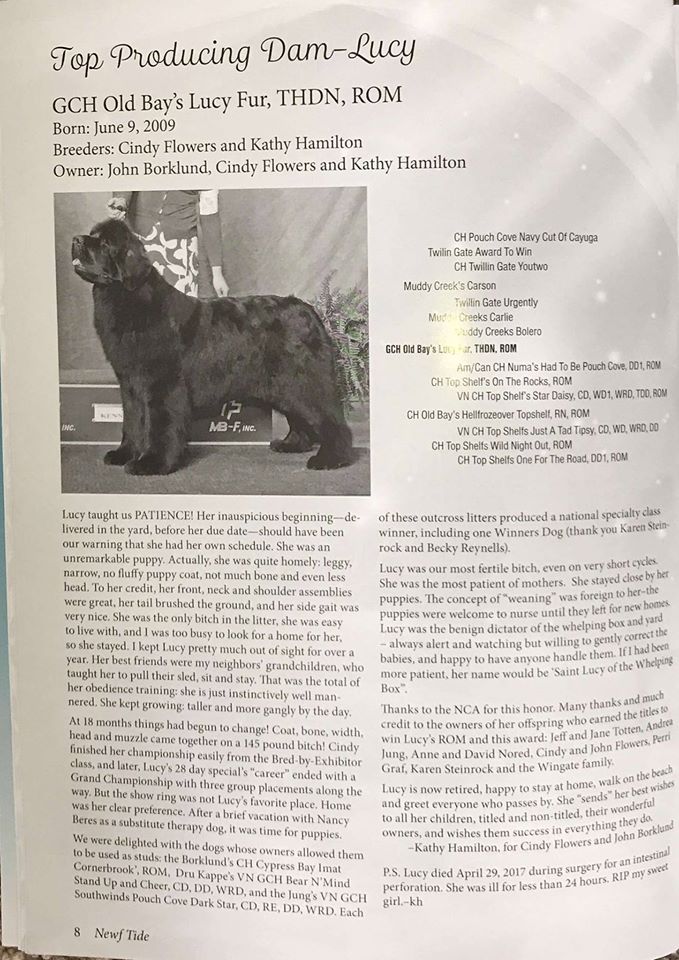 Top Producing Dam–Lucy
GCH Old Bay's Lucy Fur, THDN, ROM
Born: June 9, 2009
Breeders: Cindy Flowers and Kathy Hamilton
Owner: John Borklund, Cindy Flowers and Kathy Hamilton
KENN
INC.
MB-F, INC.
CH Pouch Cove Navy Cut Of Cayuga
Twilin Gate Award To Win
CH Twillin Gate Youtwo
Muddy Creek's Carson
Twillin Gate Urgently
Muddy Creeks Carlie
Muddy Creeks Bolero
GCH Old Bay's Lucy Fur, THDN, ROM
Am/Can CH Numa's Had To Be Pouch Cove, DD1, ROM
CH Top Shelf's On The Rocks, ROM
VN CH Top Shelf's Star Daisy, CD, WD1, WRD, TDD, ROM
CH Old Bay's Hellfrozeover Topshelf, RN, ROM
VN CH Top Shelfs Just A Tad Tipsy, CD, WD, WRD, DD
CH Top Shelfs Wild Night Out, ROM
CH Top Shelfs One For The Road, DD1, ROM
Lucy taught us PATIENCE! Her inauspicious beginning—de-
livered in the yard, before her due date—should have been
our warning that she had her own schedule. She was an
unremarkable puppy. Actually, she was quite homely: leggy,
narrow, no fluffy puppy coat, not much bone and even less
head. To her credit, her front, neck and shoulder assemblies
were great, her tail brushed the ground, and her side gait was
very nice. She was the only bitch in the litter, she was easy
to live with, and I was too busy to look for a home for her,
so she stayed. I kept Lucy pretty much out of sight for over a
year. Her best friends were my neighbors' grandchildren, who
taught her to pull their sled, sit and stay. That was the total of
her obedience training: she is just instinctively well man-
nered. She kept growing: taller and more gangly by the day.
At 18 months things had begun to change! Coat, bone, width,
head and muzzle came together on a 145 pound bitch! Cindy
finished her championship easily from the Bred-by-Exhibitor
class, and later, Lucy's 28 day special's "career" ended with a
Grand Championship with three group placements along the
way. But the show ring was not Lucy's favorite place. Home
was her clear preference. After a brief vacation with Nancy
Beres as a substitute therapy dog, it was time for puppies.
We were delighted with the dogs whose owners allowed them
to be used as studs: the Borklund's CH Cypress Bay Imat
Cornerbrook', ROM, Dru Kappe's VN GCH Bear N'Mind
Stand Up and Cheer, CD, DD, WRD, and the Jung's VN GCH
Southwinds Pouch Cove Dark Star, CD, RE, DD, WRD. Each
of these outcross litters produced a national specialty class
winner, including one Winners Dog (thank you Karen Stein-
rock and Becky Reynells).
Lucy was our most fertile bitch, even on very short cycles.
She was the most patient of mothers. She stayed close by her
puppies. The concept of "weaning" was foreign to her–the
puppies were welcome to nurse until they left for new homes.
Lucy was the benign dictator of the whelping box and yard
– always alert and watching but willing to gently correct the
babies, and happy to have anyone handle them. If I had been
more patient, her name would be 'Saint Lucy of the Whelping
Box".
Thanks to the NCA for this honor. Many thanks and much
credit to the owners of her offspring who earned the titles to
win Lucy's ROM and this award: Jeff and Jane Totten, Andrea
Jung, Anne and David Nored, Cindy and John Flowers, Perri
Graf, Karen Steinrock and the Wingate family.
Lucy is now retired, happy to stay at home, walk on the beach
and greet everyone who passes by. She "sends" her best wishes
to all her children, titled and non-titled, their wonderful
owners, and wishes them success in everything they do.
–Kathy Hamilton, for Cindy Flowers and John Borklund
P.S. Lucy died April 29, 2017 during surgery for an intestinal
perforation. She was ill for less than 24 hours. RIP my sweet
girl.–kh
8 Newf Tide